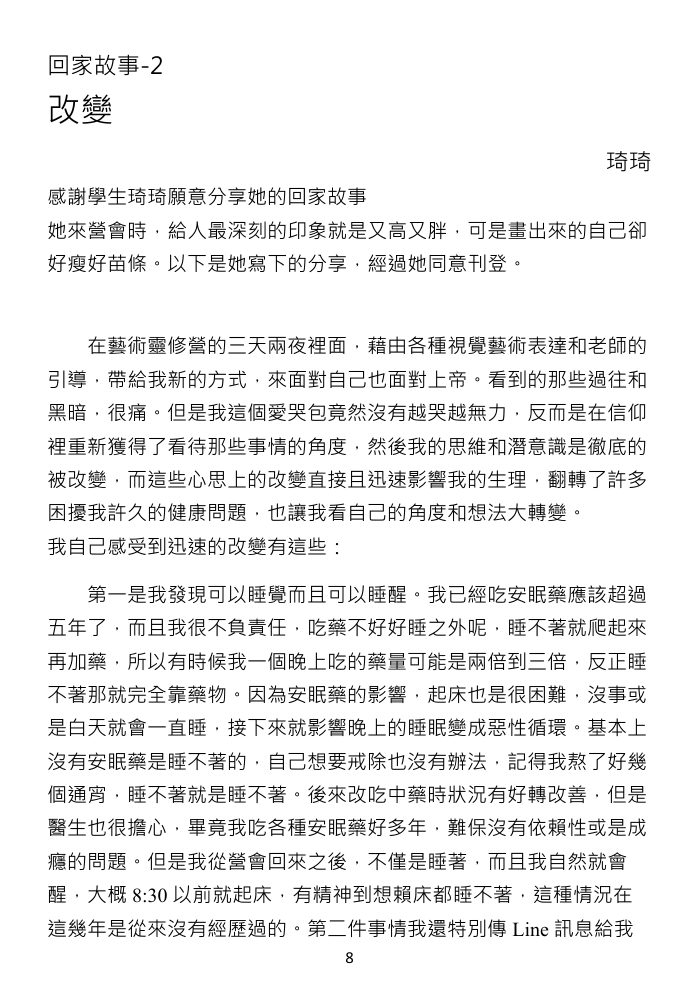 回家故事-2
改變
琦琦
感謝學生琦琦願意分享她的回家故事
她來營會時，給人最深刻的印象就是又高又胖，可是畫出來的自己卻
好瘦好苗條。以下是她寫下的分享，經過她同意刊登。
在藝術靈修營的三天兩夜裡面，藉由各種視覺藝術表達和老師的
引導，帶給我新的方式，來面對自己也面對上帝。看到的那些過往和
黑暗，很痛。但是我這個愛哭包竟然沒有越哭越無力，反而是在信仰
裡重新獲得了看待那些事情的角度，然後我的思維和潛意識是徹底的
被改變，而這些心思上的改變直接且迅速影響我的生理，翻轉了許多
困擾我許久的健康問題，也讓我看自己的角度和想法大轉變。
我自己感受到迅速的改變有這些：
第一是我發現可以睡覺而且可以睡醒。我已經吃安眠藥應該超過
五年了，而且我很不負責任，吃藥不好好睡之外呢，睡不著就爬起來
再加藥，所以有時候我一個晚上吃的藥量可能是兩倍到三倍，反正睡
不著那就完全靠藥物。因為安眠藥的影響，起床也是很困難，沒事或
是白天就會一直睡，接下來就影響晚上的睡眠變成惡性循環。基本上
沒有安眠藥是睡不著的，自己想要戒除也沒有辦法，記得我熬了好幾
個通宵，睡不著就是睡不著。後來改吃中藥時狀況有好轉改善，但是
醫生也很擔心，畢竟我吃各種安眠藥好多年，難保沒有依賴性或是成
癮的問題。但是我從營會回來之後，不僅是睡著，而且我自然就會
醒，大概 8:30 以前就起床，有精神到想賴床都睡不著，這種情況在
這幾年是從來沒有經歷過的。第二件事情我還特別傳 Line 訊息給我
8